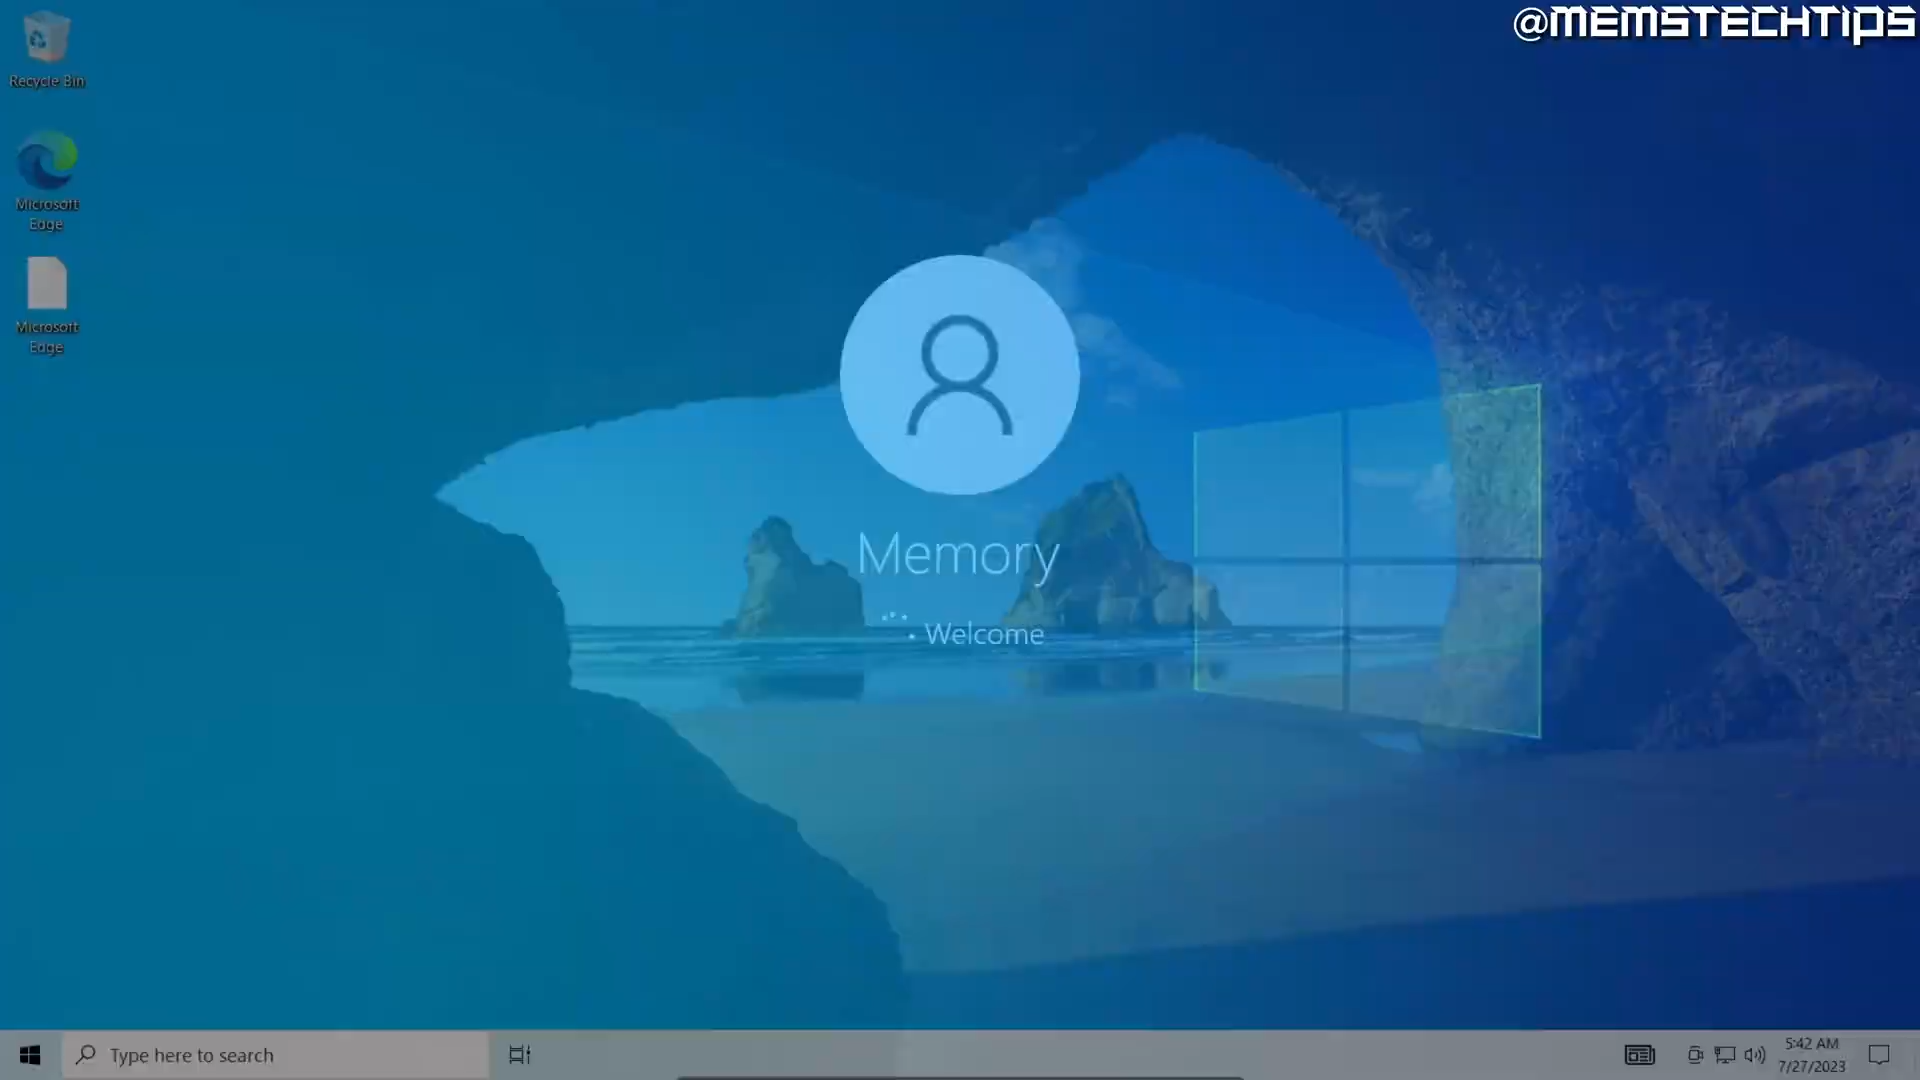 @MEMSTECHTIPS
Recycle Bin
Microsoft
Edge
Microsoft
Edge
Memory
Welcome
Type here to search
5:42 AM
7/27/2023